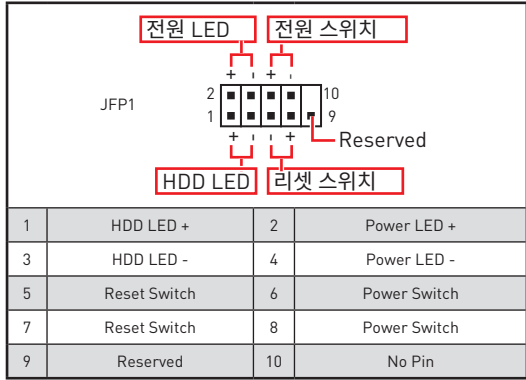 전원 LED 전원 스위치
+ - + -
JFP1
2 10
1 9
+ - - +
Reserved
HDD LED 리셋 스위치
1 HDD LED + 2 Power LED +
3 HDD LED - 4 Power LED -
5 Reset Switch 6 Power Switch
7 Reset Switch 8 Power Switch
9 Reserved 10 No Pin